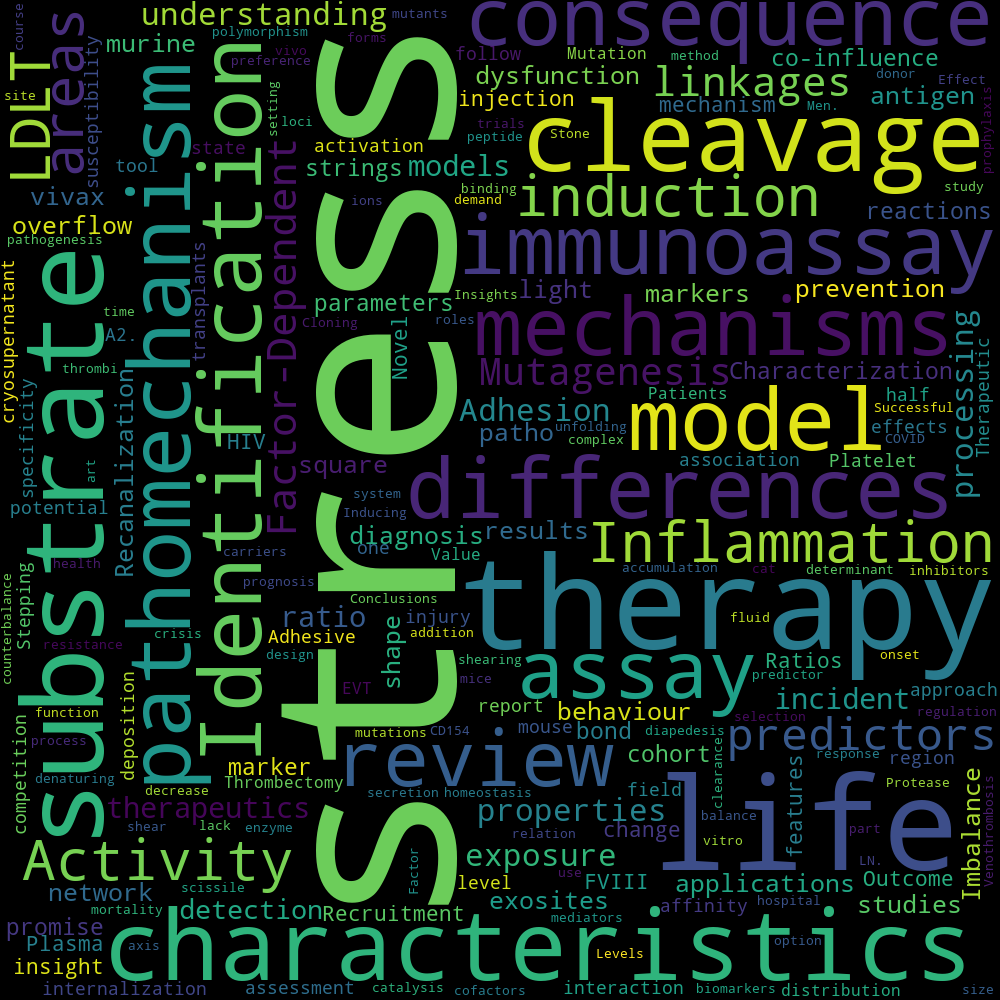 understanding
mutants
consequence
course
polymorphism
forms
LDLT
areas
murine
preference
vivo
follow
Mutation
method
co-influence
susceptibility
dysfunction
linkages
donor
Effect
site
injection
mechanism
antigen
setting
loci
trials
peptide
Stone
cleavage
Men.
prophylaxis
state
activation
tool
strings
models
binding
demand
induction
study
vivax
ions
reactions
overflow
pathogenesis
immunoassay
pathomechanism
Identification
Factor-Dependent
stress
transplants
cryosupernatant
parameters
Insights
light
markers
prevention
substrate
time
A2.
cloning
Novel
roles
mechanisms
processing
Therapeutic
thrombi
Mutagenesis
Characterization
Recanalization
Patients
half
specificity
Adhesion
unfolding
model
Successful
effects
HIV
patho
complex
COVID
square
association
Platelet
art
differences
potential
system
Inducing
diagnosis
results
Inflammation
carriers
one
Value
health
accumulation
cat
determinant
inhibitors
counterbalance
Stepping
prognosis
Conclusions
therapy
ratio
injury
fluid
crisis
Adhesive
addition
resistance
design
shape
shearing
assay
Ratios
onset
mice
predictor
EVT
incident
approach
function
report
behaviour
selection
regulation
deposition
mutations
CD154
mouse
bond
diapedesis
predictors
process
review
cohort
response
region
marker
clearance
competition
denaturing
Thrombectomy
features
Protease
decrease
secretion
homeostasis
field
life
Imbalance
Venothrombosis
therapeutics
properties
balance
shear
lack
enzyme
relation
change
vitro
part
Activity
exposure
LN.
Factor
use
network
scissile
level
FVIII
applications
Outcome
mortality
detection
Recruitment
exosites
affinity
hospital
studies
promise
mediators
Plasma
axis
characteristics
option
Levels
insight
internalization
assessment
catalysis
cofactors
interaction
biomarkers
distribution
size